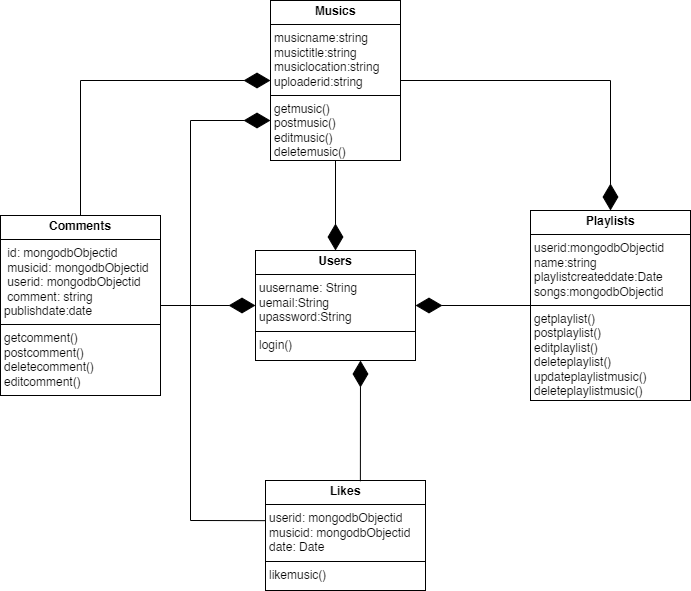 Musics
musicname:string
musictitle:string
musiclocation:string
uploaderid:string
getmusic()
postmusic()
editmusic()
deletemusic()
Comments
id: mongodbObjectid
musicid: mongodbObjectid
userid: mongodbObjectid
comment: string
publishdate:date
getcomment()
postcomment()
deletecomment()
editcomment()
Users
uusername: String
uemail:String
upassword:String
login()
Playlists
userid:mongodbObjectid
name:string
playlistcreateddate:Date
songs:mongodbObjectid
getplaylist()
postplaylist()
editplaylist()
deleteplaylist()
updateplaylistmusic()
deleteplaylistmusic()
Likes
userid: mongodbObjectid
musicid: mongodbObjectid
date: Date
likemusic()